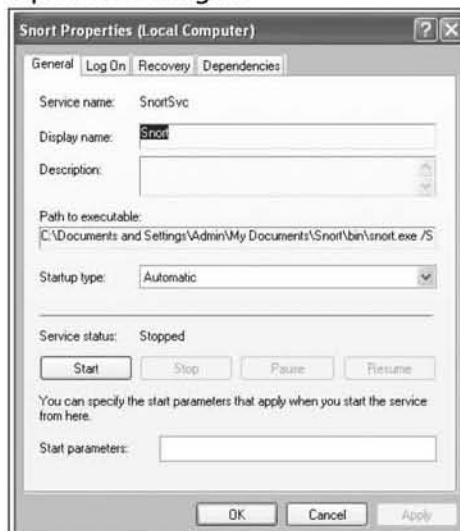 Snort Properties (Local Computer)
General Log On Recovery Dependencies
Service name: SnortSvc
Display name: Snort
Description:
Path to executable:
C:\Documents and Settings\Admin\My Documents\Snort\bin\snort.exe /S
Startup type: Automatic
Service status: Stopped
Start Stop Pause Resume
You can specify the start parameters that apply when you start the service
from here.
Start parameters:
OK Cancel Apply